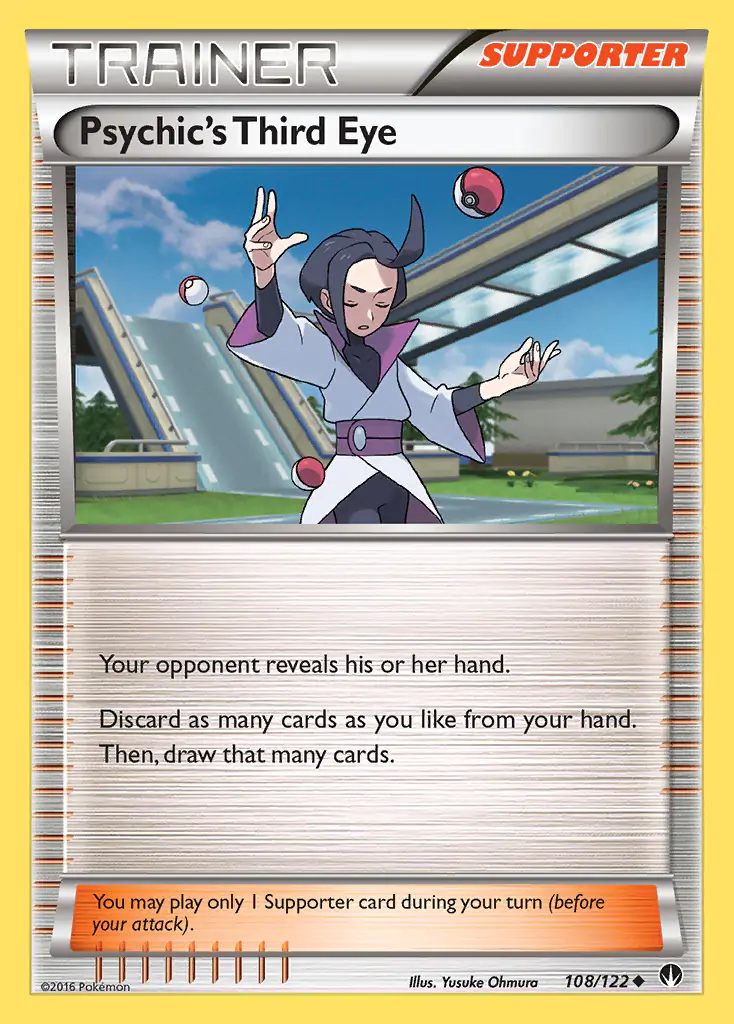 TRAINER
SUPPORTER
Psychic's Third Eye
Your opponent reveals his or her hand.
Discard as many cards as you like from your hand.
Then, draw that many cards.
You may play only 1 Supporter card during your turn (before
your attack).
©2016 Pokémon
Illus. Yusuke Ohmura
108/122